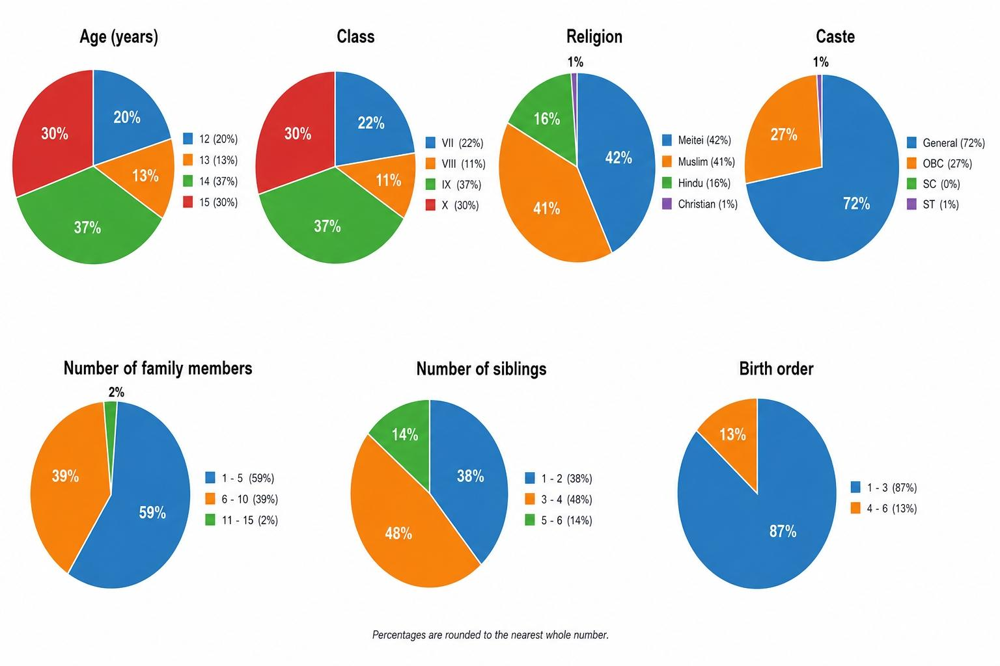 Age (years)
20%
13%
37%
30%
12 (20%)
13 (13%)
14 (37%)
15 (30%)
Class
22%
11%
37%
30%
VII (22%)
VIII (11%)
IX (37%)
X (30%)
Religion
1%
42%
41%
16%
Meitei (42%)
Muslim (41%)
Hindu (16%)
Christian (1%)
Caste
1%
27%
72%
General (72%)
OBC (27%)
SC (0%)
ST (1%)
Number of family members
2%
39%
59%
1 - 5 (59%)
6 - 10 (39%)
11 - 15 (2%)
Number of siblings
14%
38%
48%
1 - 2 (38%)
3 - 4 (48%)
5 - 6 (14%)
Birth order
13%
87%
1 - 3 (87%)
4 - 6 (13%)
Percentages are rounded to the nearest whole number.